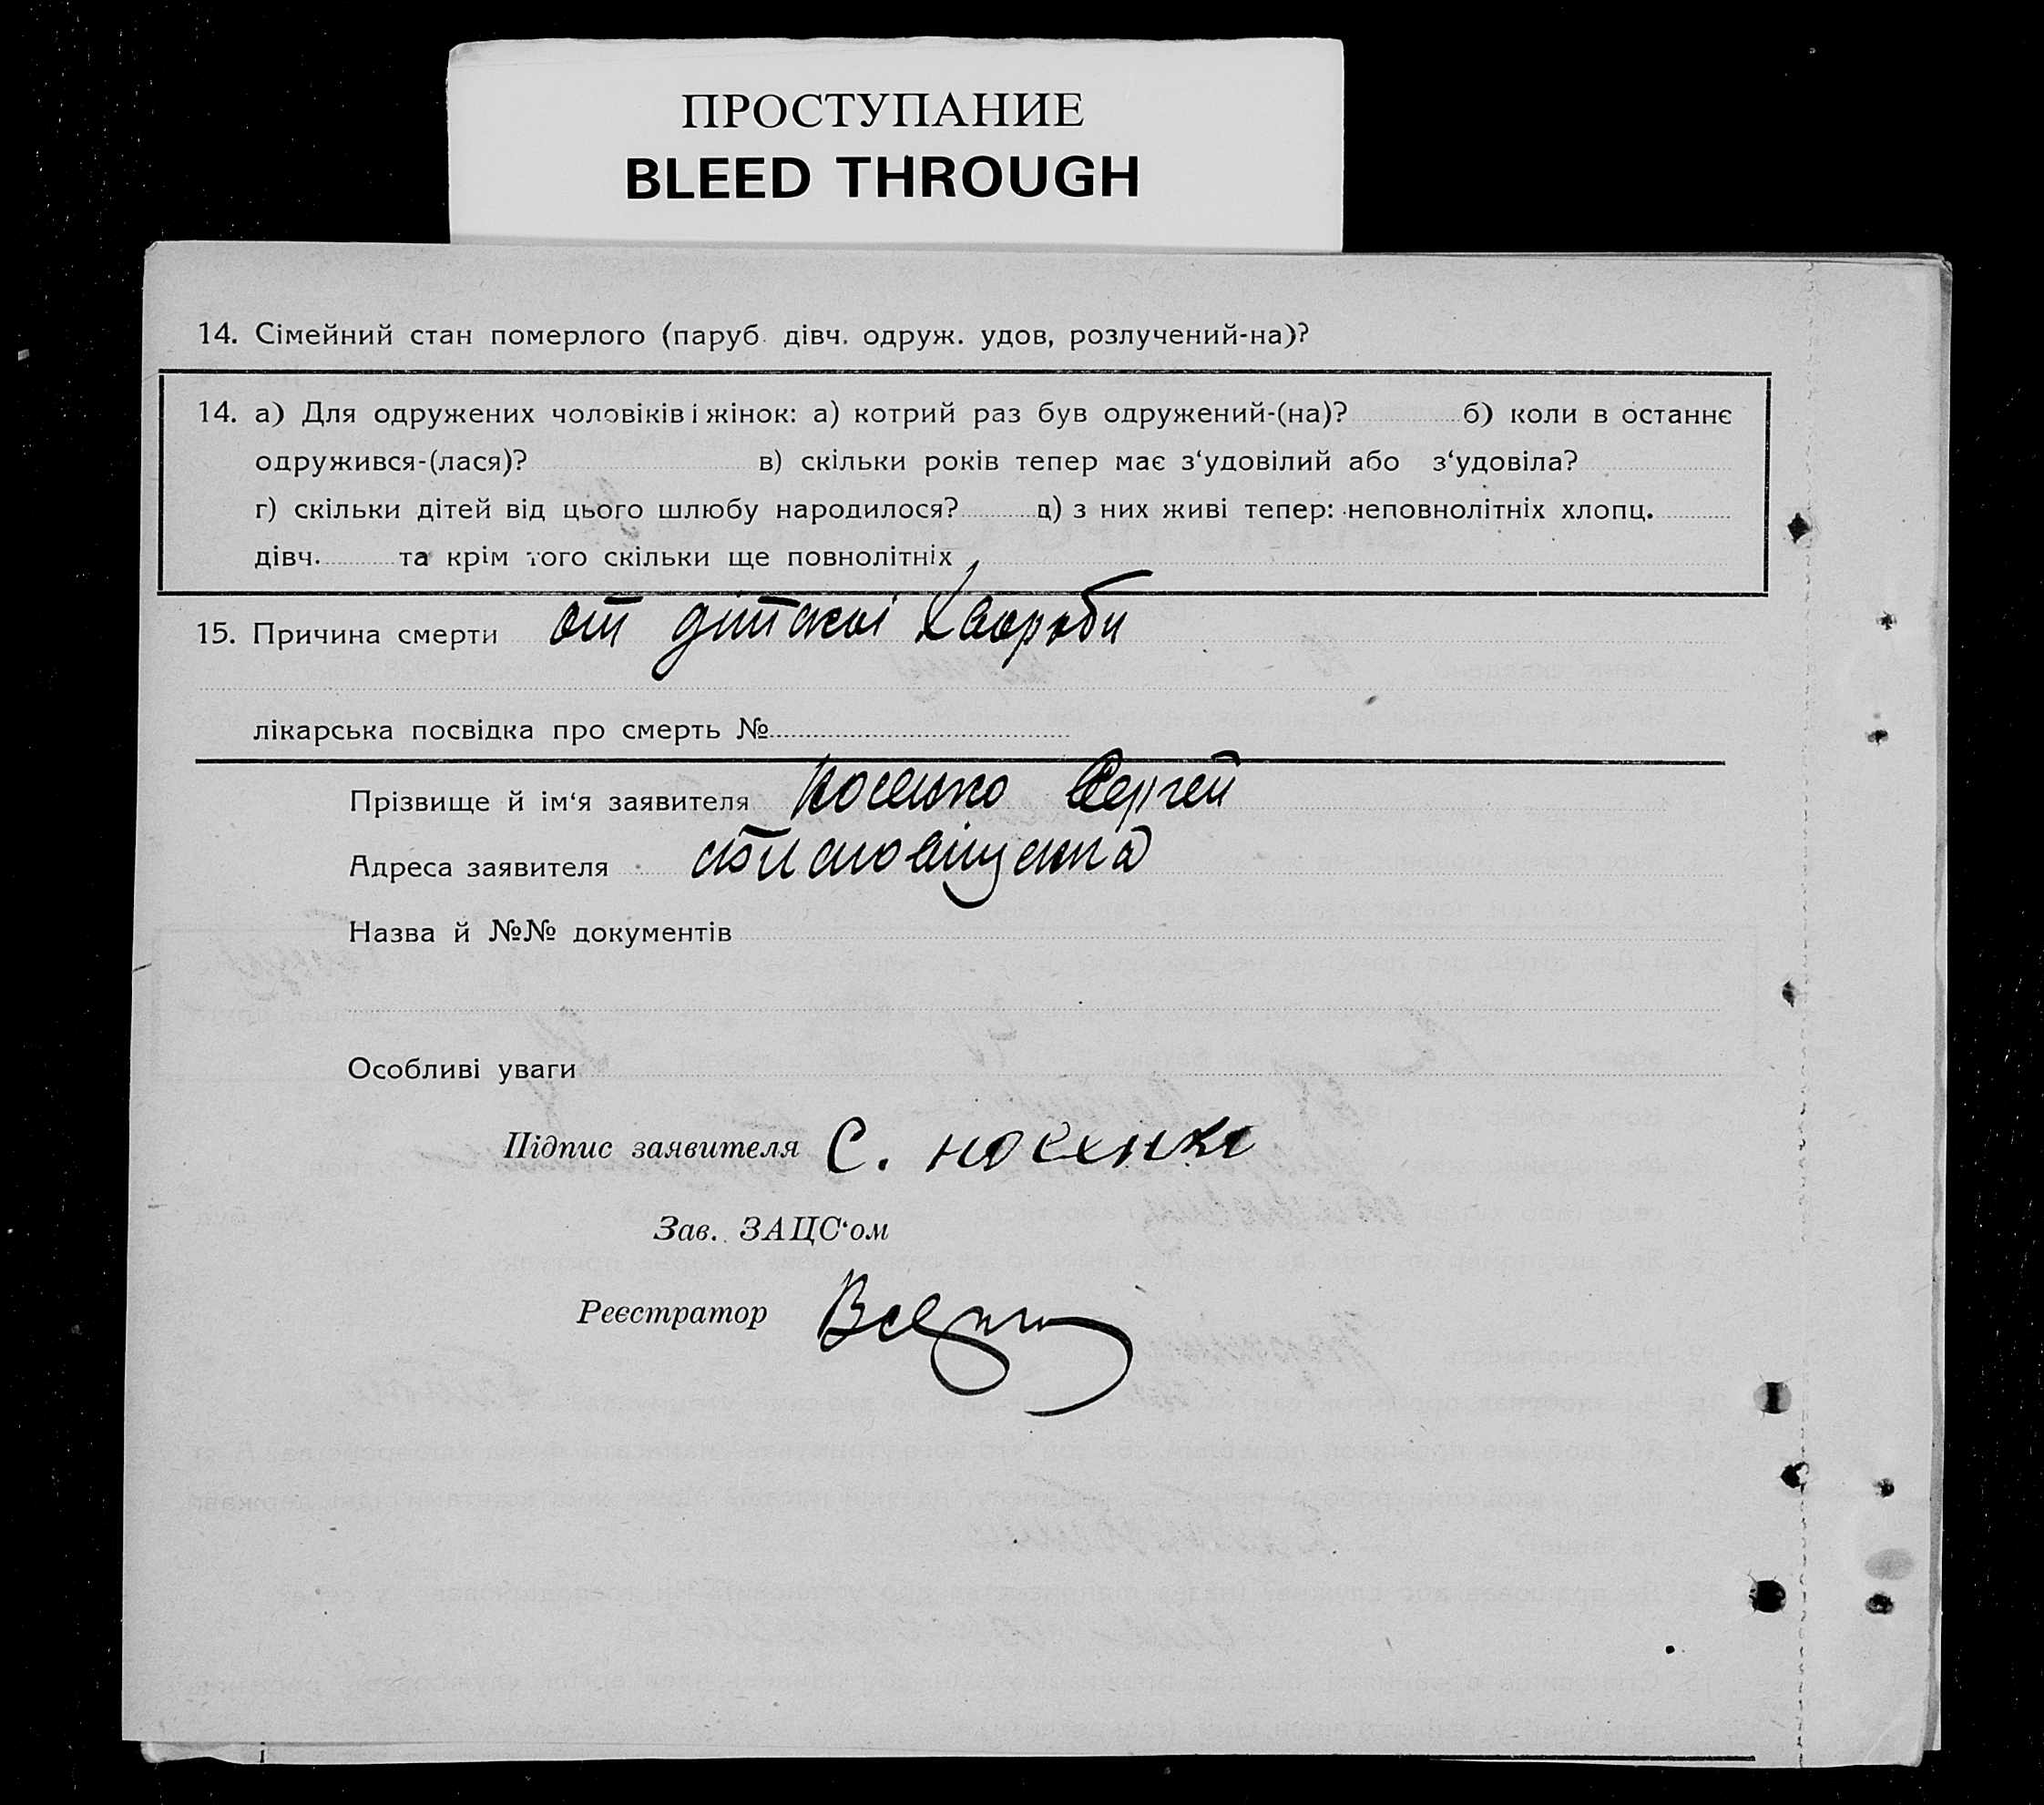 ПРОСТУПАНИЕ
BLEED THROUGH
14. Сімейний стан померлого (паруб. дівч. одруж. удов, розлучений-на)?
14. а) Для одружених чоловіків і жінок: а) котрий раз був одружений-(на)? б) коли в останнє
одружився-(лася)? в) скільки років тепер має з‘удовілий або з‘удовіла?
г) скільки дітей від цього шлюбу народилося? д) з них живі тепер: неповнолітніх хлопц.
дівч. та крім того скільки ще повнолітніх
15. Причина смерти от дітскої Хвороби
лікарська посвідка про смерть №
Прізвище й ім‘я заявителя Носенко Сергей
Адреса заявителя
Назва й №№ документів
Особливі уваги
Підпис заявителя С. Носенко
Зав. ЗАЦС‘ом
Реєстратор